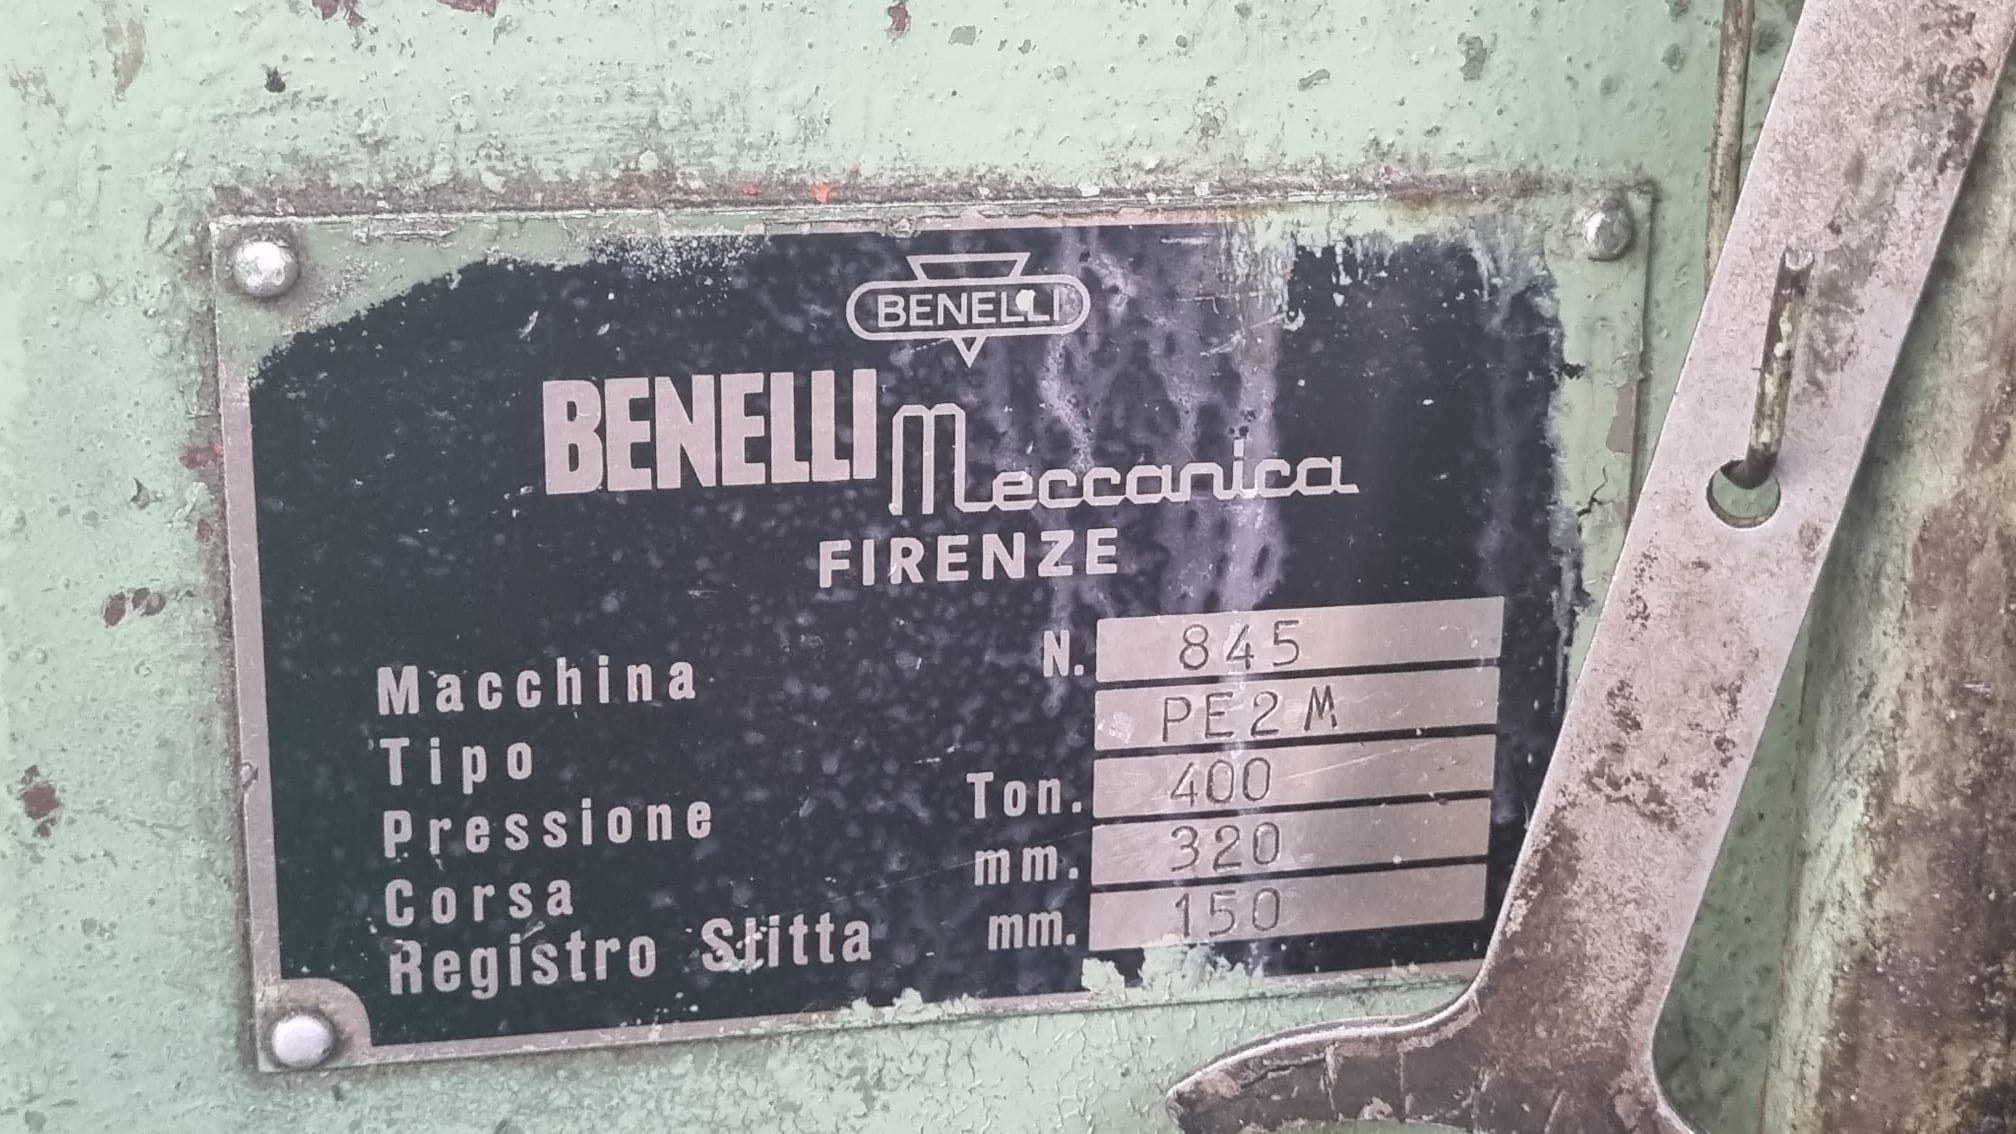 BENELLI
BENELLI Meccanica
FIRENZE
Macchina N. 845
Tipo PE2M
Pressione Ton. 400
Corsa mm. 320
Registro Slitta mm. 150